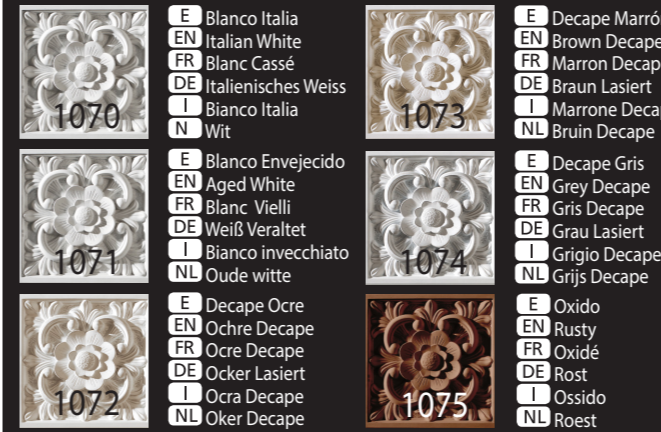 1070
E Blanco Italia
EN Italian White
FR Blanc Cassé
DE Italienisches Weiss
I Bianco Italia
N Wit
1071
E Blanco Envejecido
EN Aged White
FR Blanc Vielli
DE Weiß Veraltet
I Bianco invecchiato
NL Oude witte
1072
E Decape Ocre
EN Ochre Decape
FR Ocre Decape
DE Ocker Lasiert
I Ocra Decape
NL Oker Decape
1073
E Decape Marró
EN Brown Decape
FR Marron Decap
DE Braun Lasiert
I Marrone Decap
NL Bruin Decape
1074
E Decape Gris
EN Grey Decape
FR Gris Decape
DE Grau Lasiert
I Grigio Decape
NL Grijs Decape
1075
E Oxido
EN Rusty
FR Oxidé
DE Rost
I Ossido
NL Roest